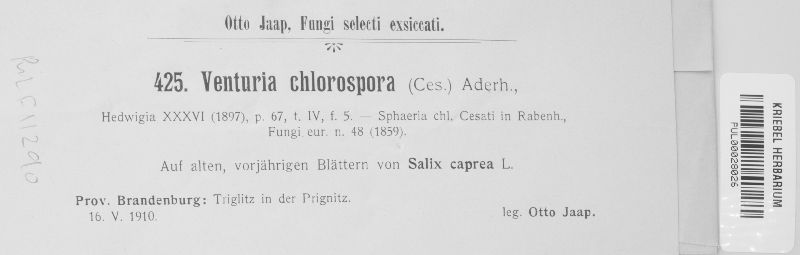 Otto Jaap, Fungi selecti exsiccati.
425. Venturia chlorospora (Ces.) Aderh.,
Hedwigia XXXVI (1897), p. 67, t. IV, f. 5. — Sphaeria chl. Cesati in Rabenh.,
Fungi eur. n. 48 (1859).
Auf alten, vorjährigen Blättern von Salix caprea L.
Prov. Brandenburg: Triglitz in der Prignitz.
16. V. 1910.
leg. Otto Jaap.
KRIEBEL HERBARIUM
PUL00028026